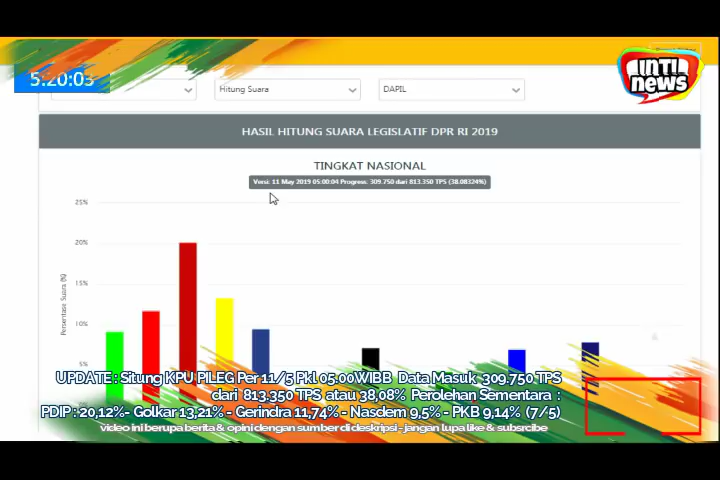 5:20:03
INTI
NEWS
Hitung Suara
DAPIL
HASIL HITUNG SUARA LEGISLATIF DPR RI 2019
TINGKAT NASIONAL
Versi: 11 May 2019 05:00:04 Progress: 309.750 dari 813.350 TPS (38.08324%)
25%
20%
15%
10%
5%
Persentase Suara (%)
UPDATE : Situng KPU PILEG Per 11/5 Pkl 05.00WIBB Data Masuk 309.750 TPS
dari 813.350 TPS atau 38,08% Perolehan Sementara :
PDIP : 20,12%- Golkar 13,21% - Gerindra 11,74% - Nasdem 9,5% - PKB 9,14% (7/5)
video ini berupa berita & opini dengan sumber di deskripsi - jangan lupa like & subsrcibe